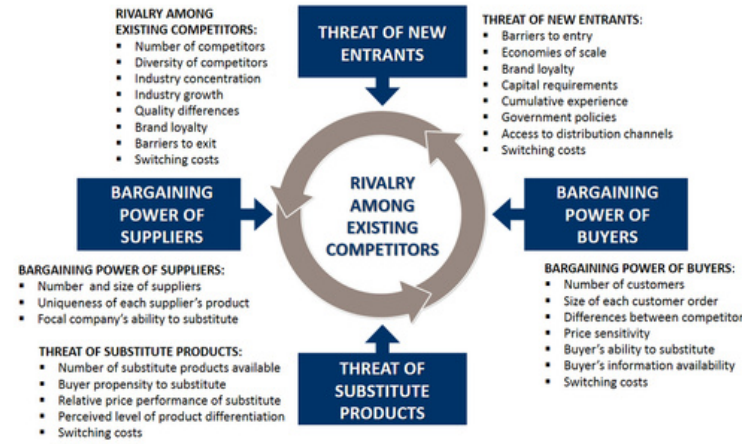 RIVALRY AMONG
EXISTING COMPETITORS:
▪ Number of competitors
▪ Diversity of competitors
▪ Industry concentration
▪ Industry growth
▪ Quality differences
▪ Brand loyalty
▪ Barriers to exit
▪ Switching costs
THREAT OF NEW
ENTRANTS
THREAT OF NEW ENTRANTS:
▪ Barriers to entry
▪ Economies of scale
▪ Brand loyalty
▪ Capital requirements
▪ Cumulative experience
▪ Government policies
▪ Access to distribution channels
▪ Switching costs
BARGAINING
POWER OF
SUPPLIERS
RIVALRY
AMONG
EXISTING
COMPETITORS
BARGAINING
POWER OF
BUYERS
BARGAINING POWER OF SUPPLIERS:
▪ Number and size of suppliers
▪ Uniqueness of each supplier's product
▪ Focal company's ability to substitute
BARGAINING POWER OF BUYERS:
▪ Number of customers
▪ Size of each customer order
▪ Differences between competitor
▪ Price sensitivity
▪ Buyer's ability to substitute
▪ Buyer's information availability
▪ Switching costs
THREAT OF SUBSTITUTE PRODUCTS:
▪ Number of substitute products available
▪ Buyer propensity to substitute
▪ Relative price performance of substitute
▪ Perceived level of product differentiation
▪ Switching costs
THREAT OF
SUBSTITUTE
PRODUCTS